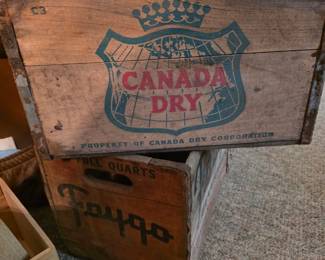 CANADA
DRY
PROPERTY OF CANADA DRY CORPORATION
QUARTS
Faygo